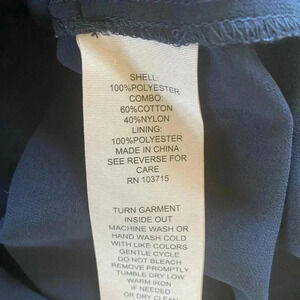 SHELL:
100%POLYESTER
COMBO:
60%COTTON
40%NYLON
LINING:
100%POLYESTER
MADE IN CHINA
SEE REVERSE FOR
CARE
RN 103715
TURN GARMENT
INSIDE OUT
MACHINE WASH OR
HAND WASH COLD
WITH LIKE COLORS
GENTLE CYCLE
DO NOT BLEACH
REMOVE PROMPTLY
TUMBLE DRY LOW
WARM IRON
IF NEEDED
OR DRY CLEAN